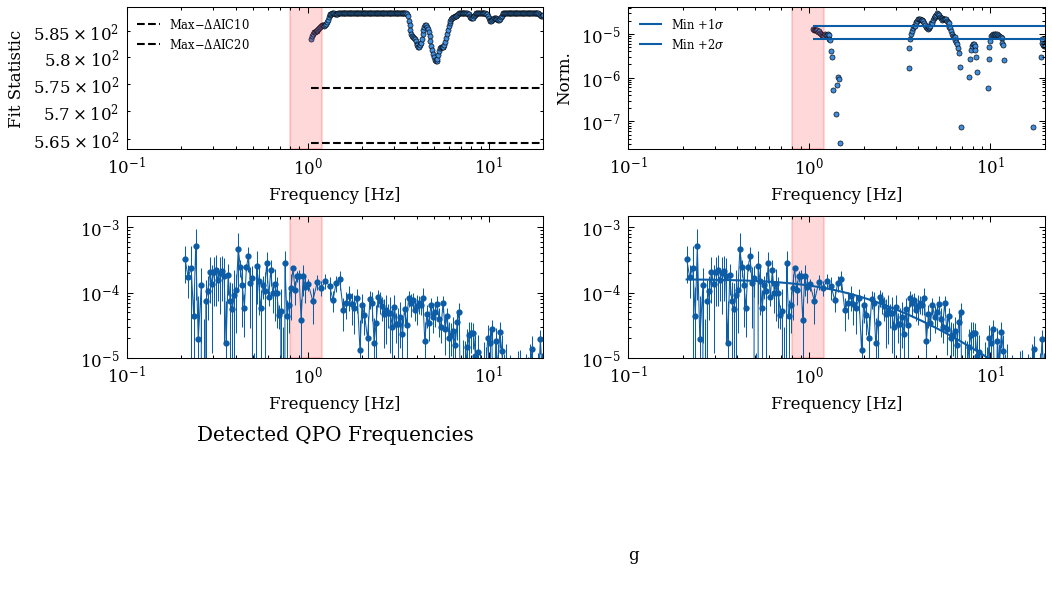 Fit Statistic
5.85 × 10²
5.8 × 10²
5.75 × 10²
5.7 × 10²
5.65 × 10²
Max−ΔAIC10
Max−ΔAIC20
10⁻¹ 10⁰ 10¹
Frequency [Hz]
Norm.
10⁻⁵
10⁻⁶
10⁻⁷
Min +1σ
Min +2σ
10⁻¹ 10⁰ 10¹
Frequency [Hz]
10⁻³
10⁻⁴
10⁻⁵
10⁻¹ 10⁰ 10¹
Frequency [Hz]
10⁻³
10⁻⁴
10⁻⁵
10⁻¹ 10⁰ 10¹
Frequency [Hz]
Detected QPO Frequencies
g